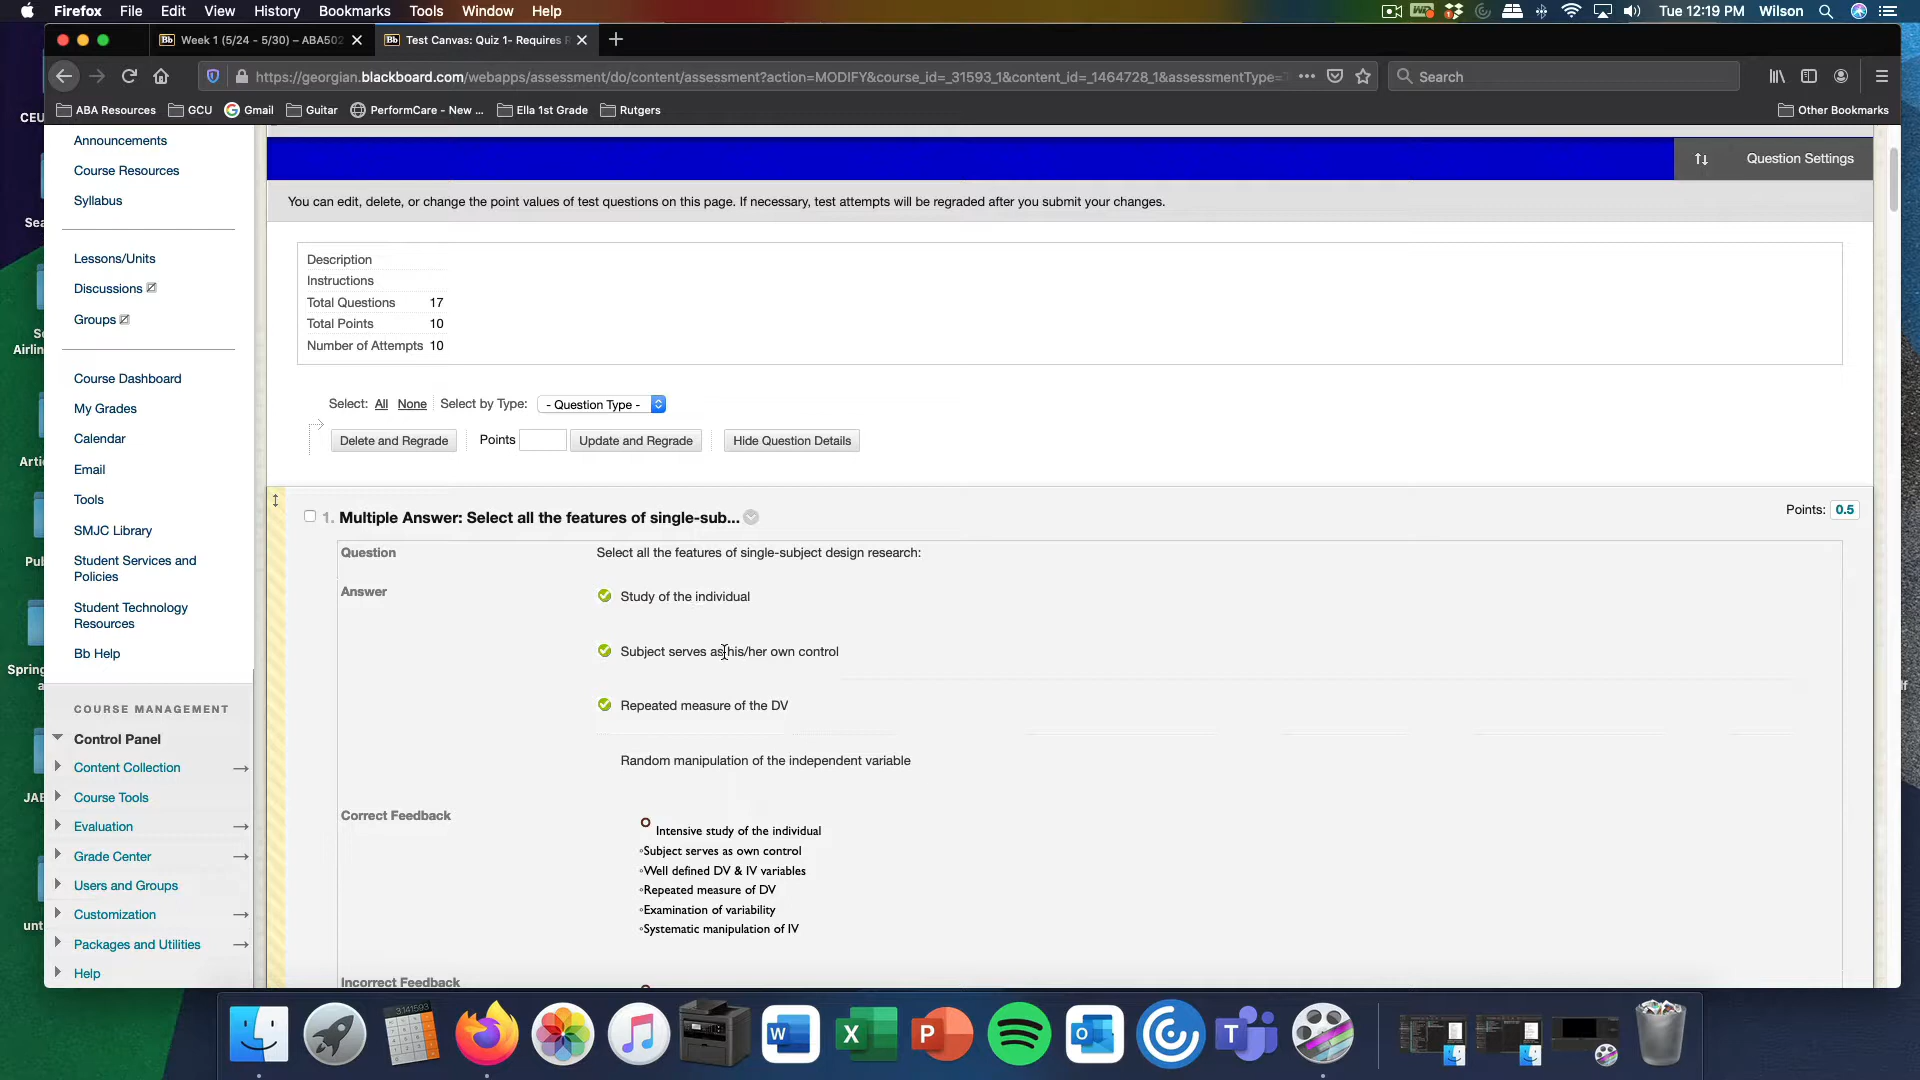 Firefox File Edit View History Bookmarks Tools Window Help Tue 12:19 PM Wilson
Week 1 (5/24 - 5/30) – ABA502 Test Canvas: Quiz 1- Requires R
https://georgian.blackboard.com/webapps/assessment/do/content/assessment?action=MODIFY&course_id=_31593_1&content_id=_1464728_1&assessmentType= Search
ABA Resources GCU Gmail Guitar PerformCare - New ... Ella 1st Grade Rutgers Other Bookmarks
Announcements
Course Resources
Syllabus
Lessons/Units
Discussions
Groups
Course Dashboard
My Grades
Calendar
Email
Tools
SMJC Library
Student Services and
Policies
Student Technology
Resources
Bb Help
COURSE MANAGEMENT
Control Panel
Content Collection
Course Tools
Evaluation
Grade Center
Users and Groups
Customization
Packages and Utilities
Help
Question Settings
You can edit, delete, or change the point values of test questions on this page. If necessary, test attempts will be regraded after you submit your changes.
Description
Instructions
Total Questions 17
Total Points 10
Number of Attempts 10
Select: All None Select by Type: - Question Type -
Delete and Regrade Points Update and Regrade Hide Question Details
1. Multiple Answer: Select all the features of single-sub... Points: 0.5
Question Select all the features of single-subject design research:
Answer Study of the individual
Subject serves as his/her own control
Repeated measure of the DV
Random manipulation of the independent variable
Correct Feedback
Intensive study of the individual
◦Subject serves as own control
◦Well defined DV & IV variables
◦Repeated measure of DV
◦Examination of variability
◦Systematic manipulation of IV
Incorrect Feedback